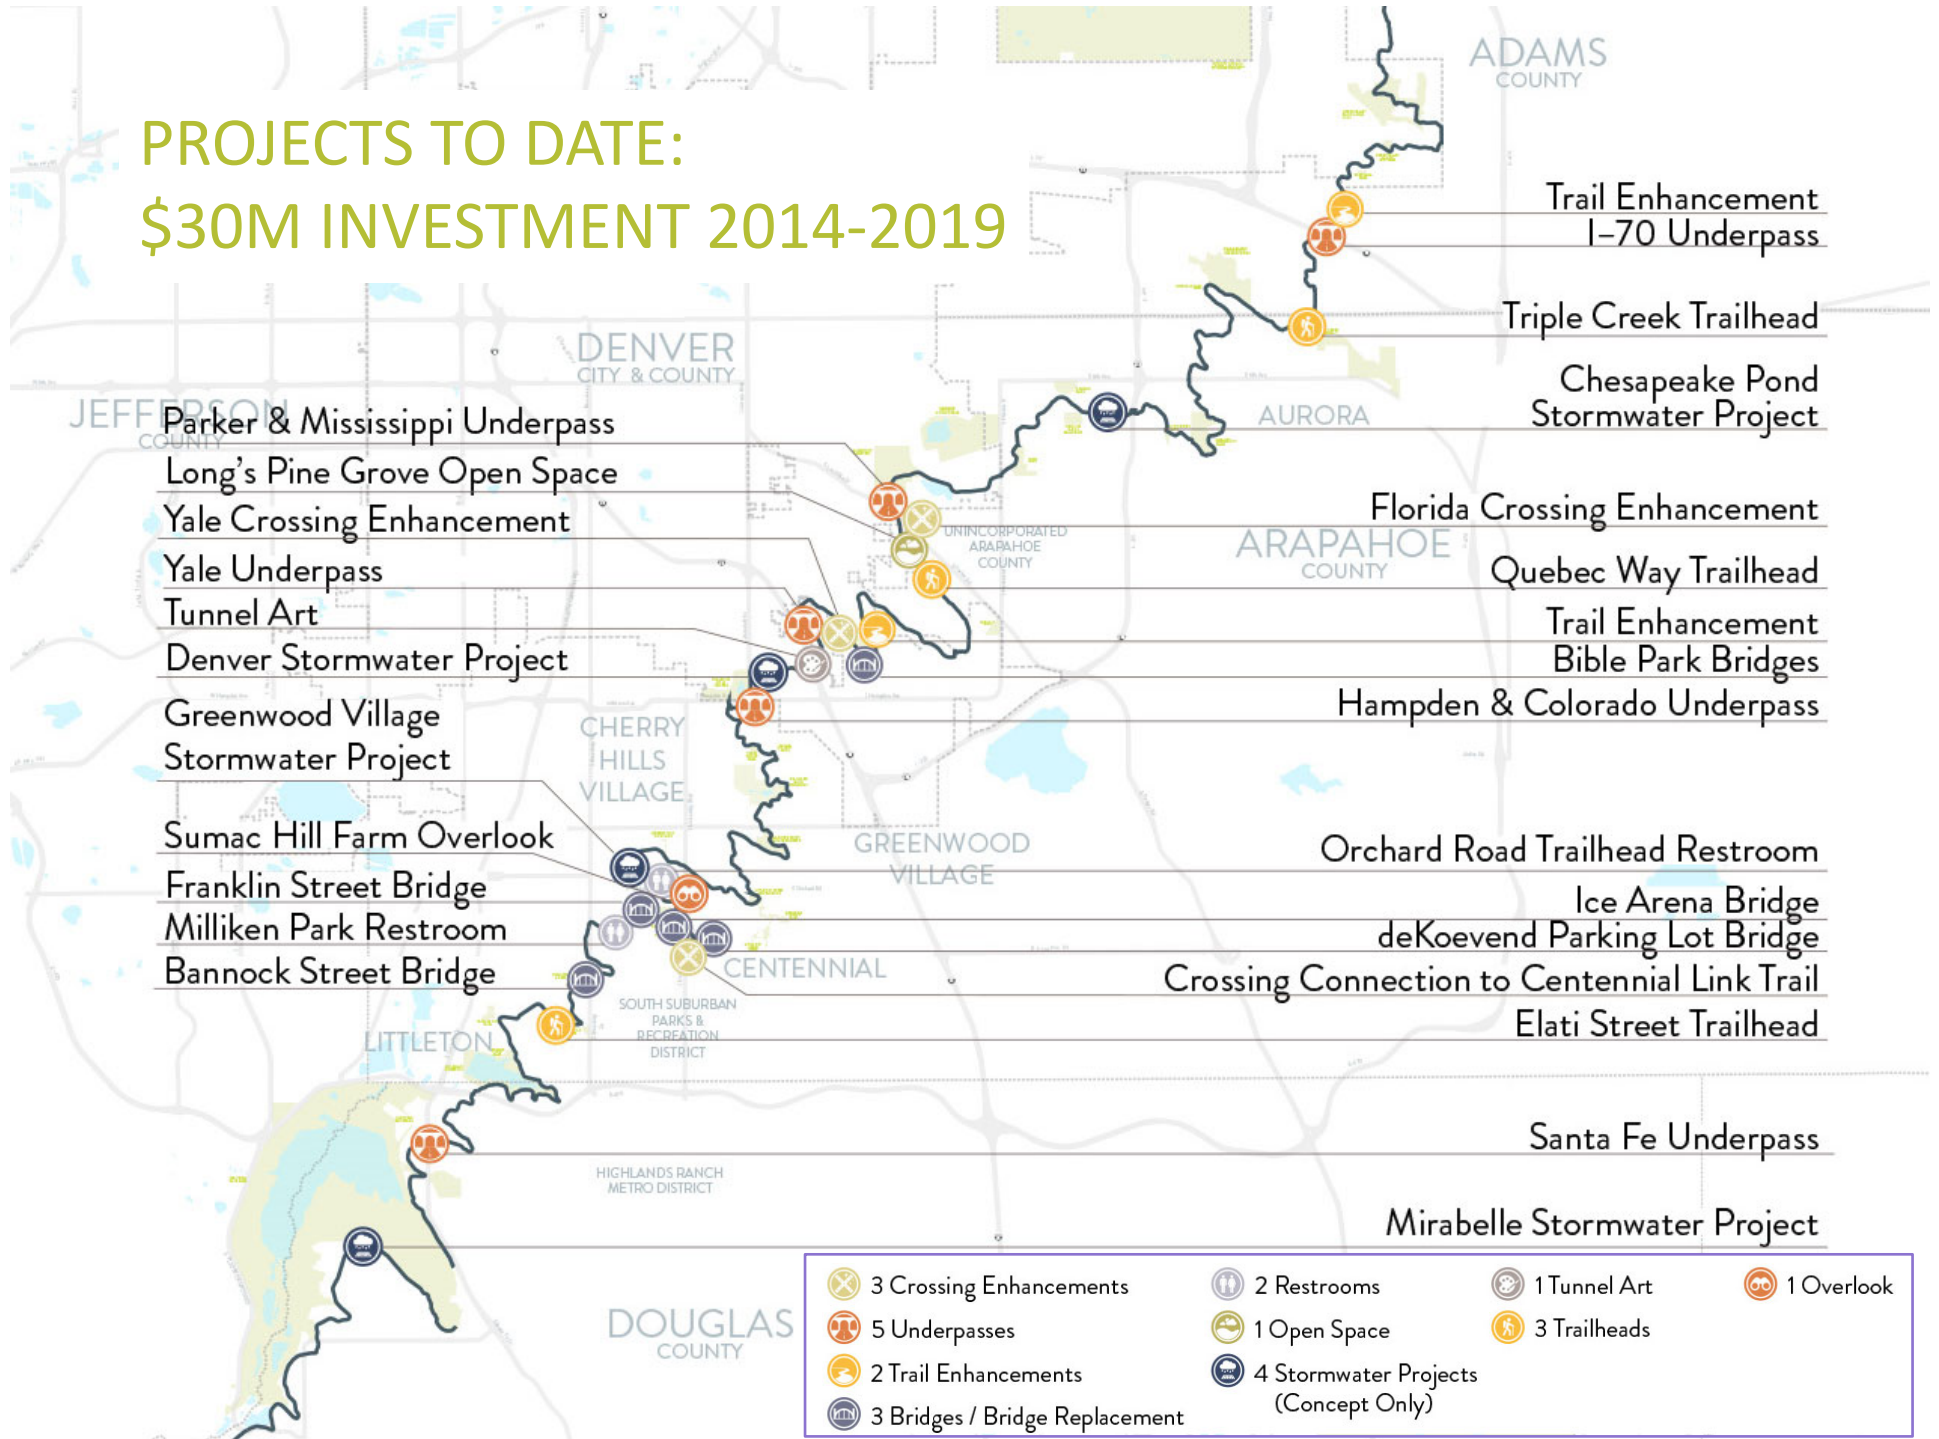 PROJECTS TO DATE:
$30M INVESTMENT 2014-2019
ADAMS
COUNTY
Trail Enhancement
I–70 Underpass
Triple Creek Trailhead
DENVER
CITY & COUNTY
Chesapeake Pond
Stormwater Project
AURORA
JEFFERSON
COUNTY
Parker & Mississippi Underpass
Long's Pine Grove Open Space
Yale Crossing Enhancement
Yale Underpass
Tunnel Art
Denver Stormwater Project
Greenwood Village
Stormwater Project
Sumac Hill Farm Overlook
Franklin Street Bridge
Milliken Park Restroom
Bannock Street Bridge
UNINCORPORATED
ARAPAHOE
COUNTY
Florida Crossing Enhancement
ARAPAHOE
COUNTY
Quebec Way Trailhead
Trail Enhancement
Bible Park Bridges
Hampden & Colorado Underpass
CHERRY
HILLS
VILLAGE
GREENWOOD
VILLAGE
Orchard Road Trailhead Restroom
Ice Arena Bridge
deKoevend Parking Lot Bridge
CENTENNIAL
Crossing Connection to Centennial Link Trail
SOUTH SUBURBAN
PARKS &
RECREATION
DISTRICT
LITTLETON
Elati Street Trailhead
Santa Fe Underpass
HIGHLANDS RANCH
METRO DISTRICT
Mirabelle Stormwater Project
DOUGLAS
COUNTY
3 Crossing Enhancements
5 Underpasses
2 Trail Enhancements
3 Bridges / Bridge Replacement
2 Restrooms
1 Open Space
4 Stormwater Projects
(Concept Only)
1 Tunnel Art
3 Trailheads
1 Overlook